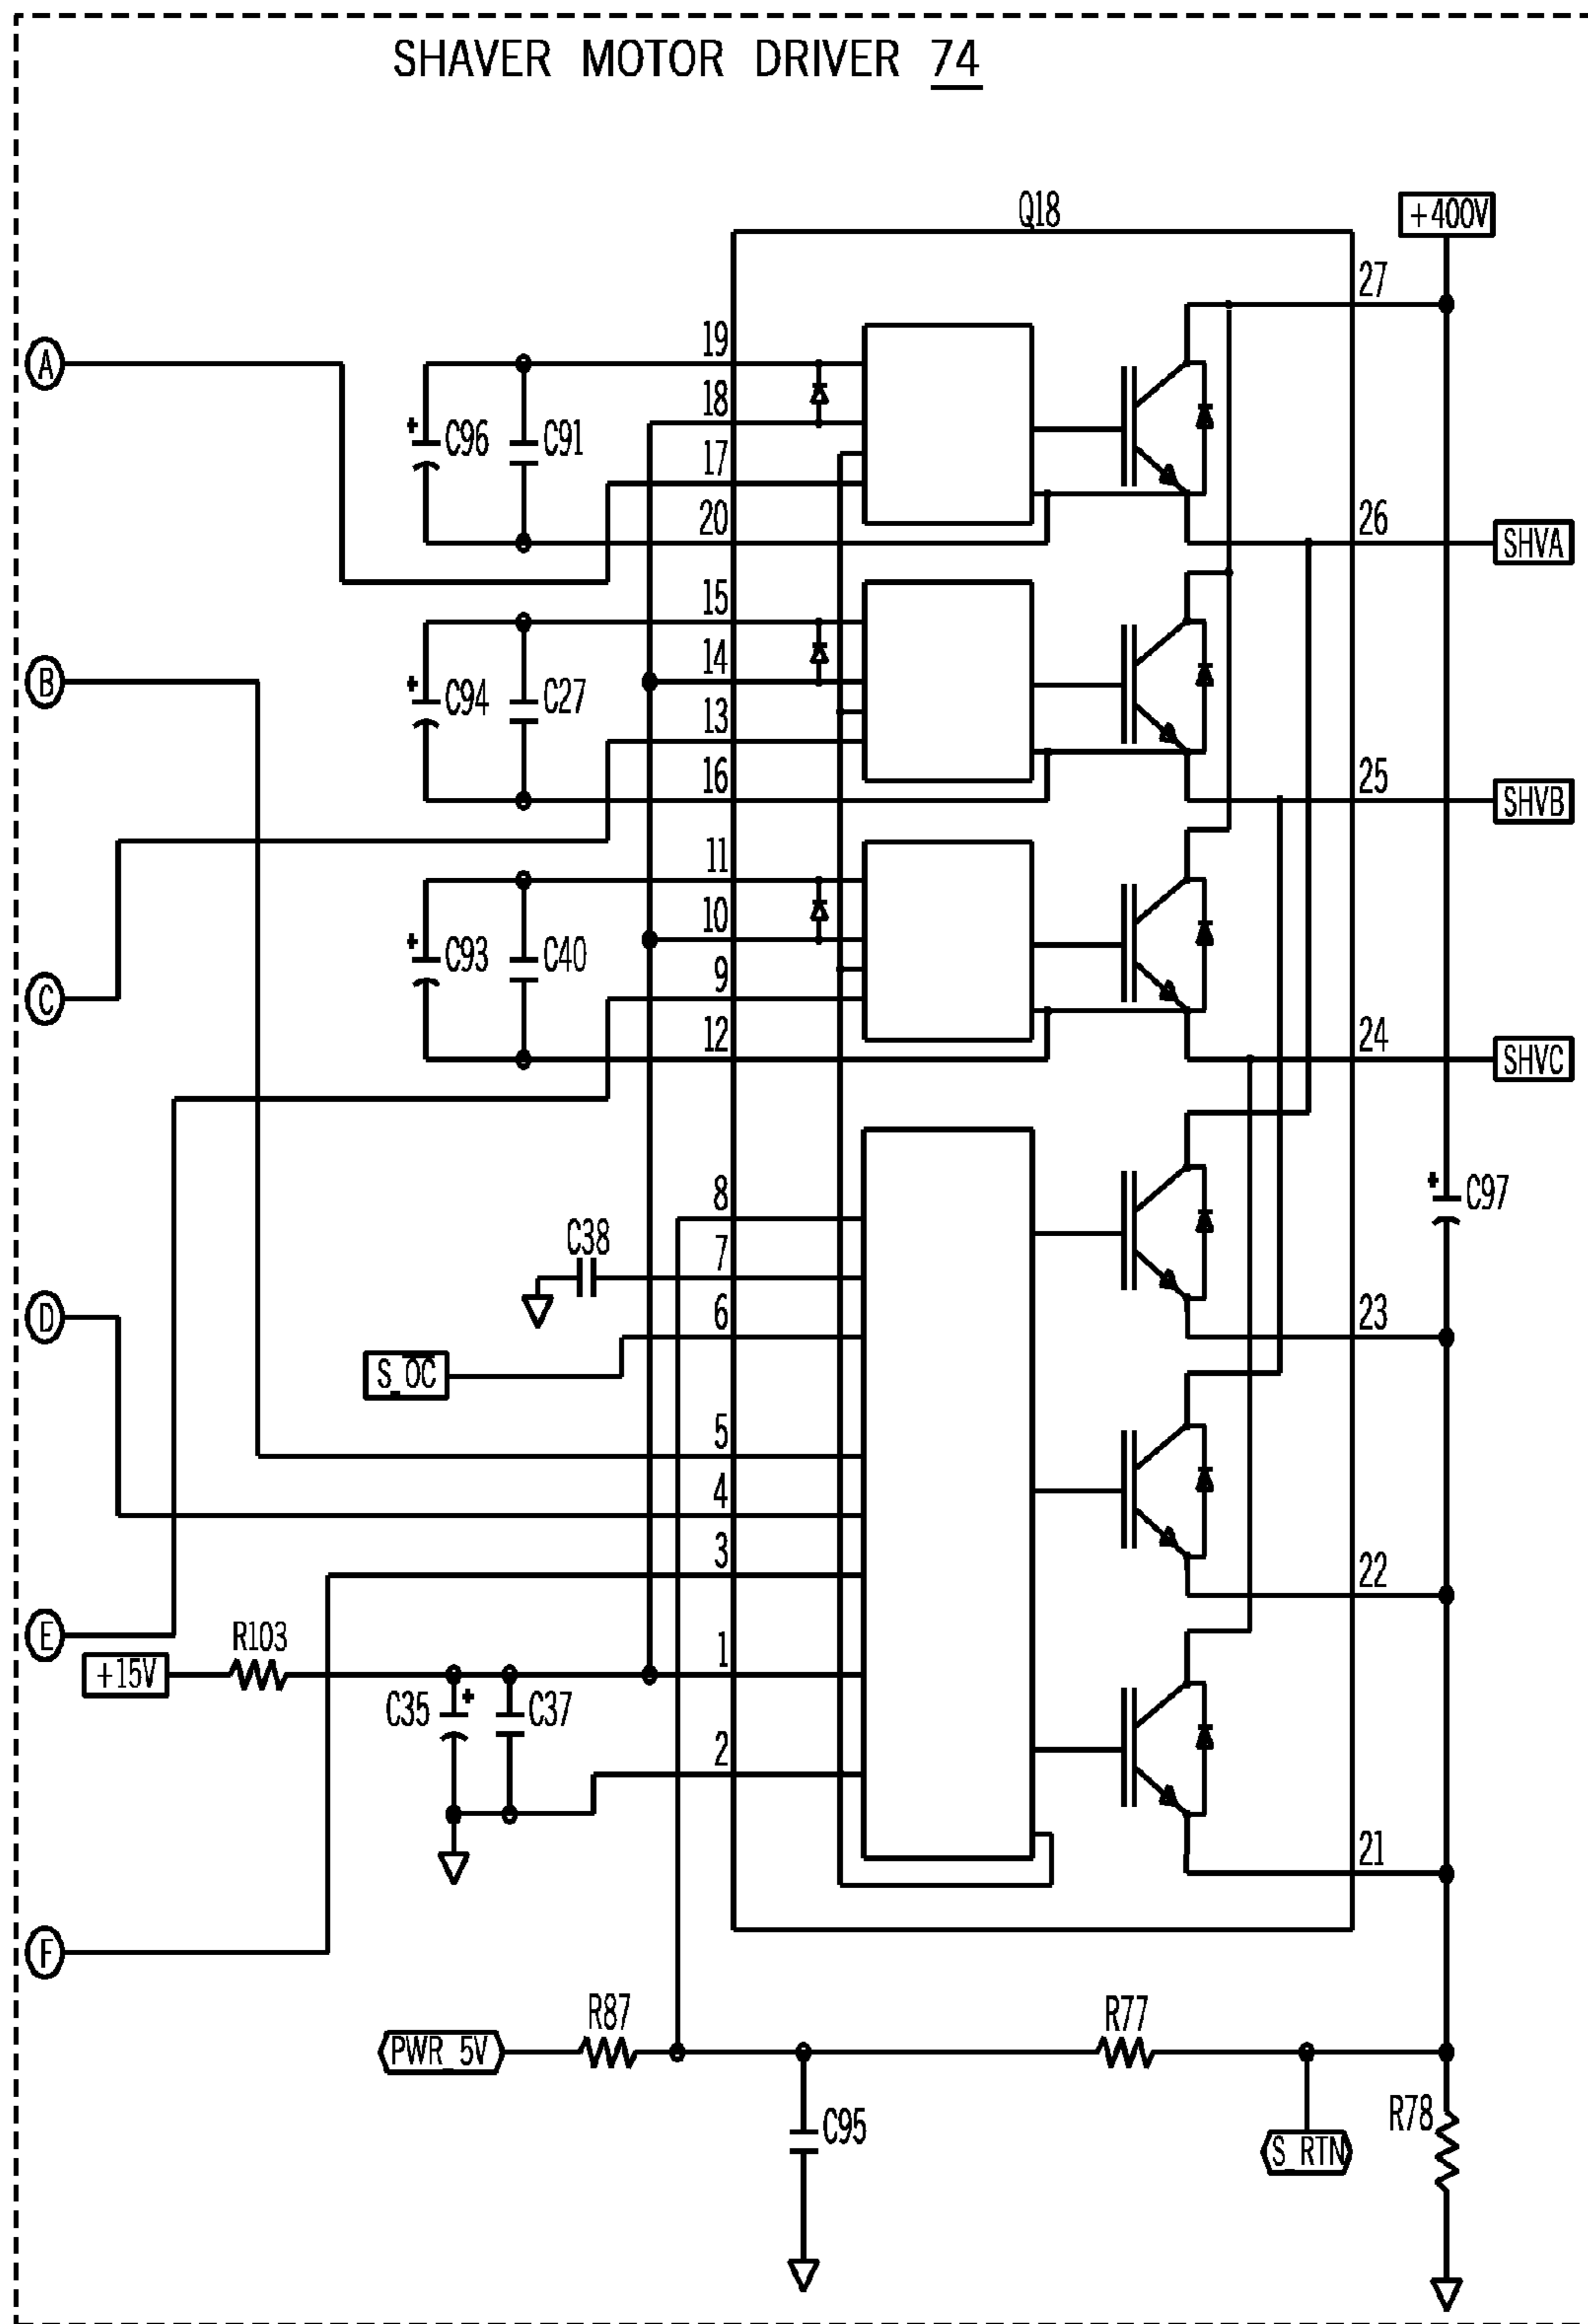 SHAVER MOTOR DRIVER 74
Q18
+400V
27
19
A
18
+
C96
C91
17
20
26
SHVA
15
14
B
+
C94
C27
13
16
25
SHVB
11
10
+
C93
C40
9
C
12
24
SHVC
8
+
C97
C38
7
D
6
23
S_OC
5
4
3
22
E
R103
1
+15V
C35
+
C37
2
21
F
R87
R77
PWR_5V
C95
R78
S_RTN